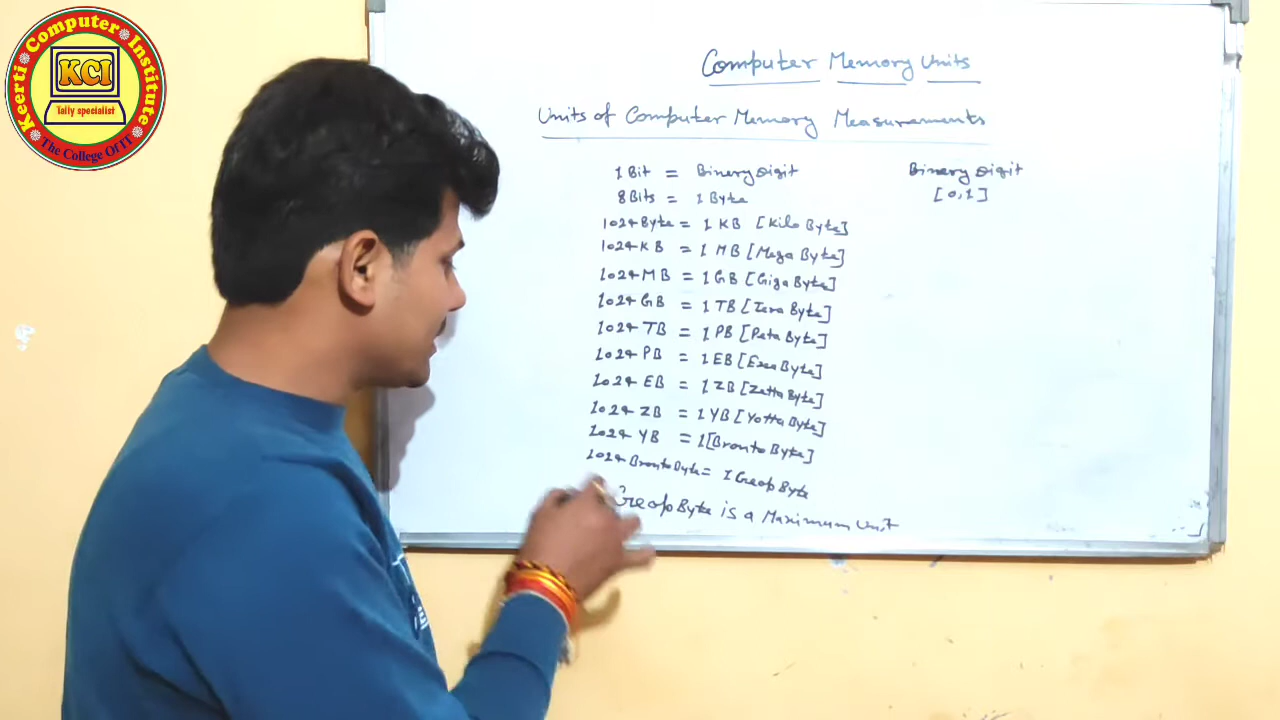 Keerti Computer Institute
KCI
Tally specialist
The College Of IT
Computer Memory Units
Units of Computer Memory Measurements
1 Bit = Binary Digit
Binary Digit
8 Bits = 1 Byte
[0,1]
1024 Byte = 1 KB [Kilo Byte]
1024 KB = 1 MB [Mega Byte]
1024 MB = 1 GB [Giga Byte]
1024 GB = 1 TB [Tera Byte]
1024 TB = 1 PB [Peta Byte]
1024 PB = 1 EB [Exa Byte]
1024 EB = 1 ZB [Zetta Byte]
1024 ZB = 1 YB [Yotta Byte]
1024 YB = 1 [Bronto Byte]
1024 Bronto Byte = 1 Geop Byte
Geop Byte is a Maximum Unit